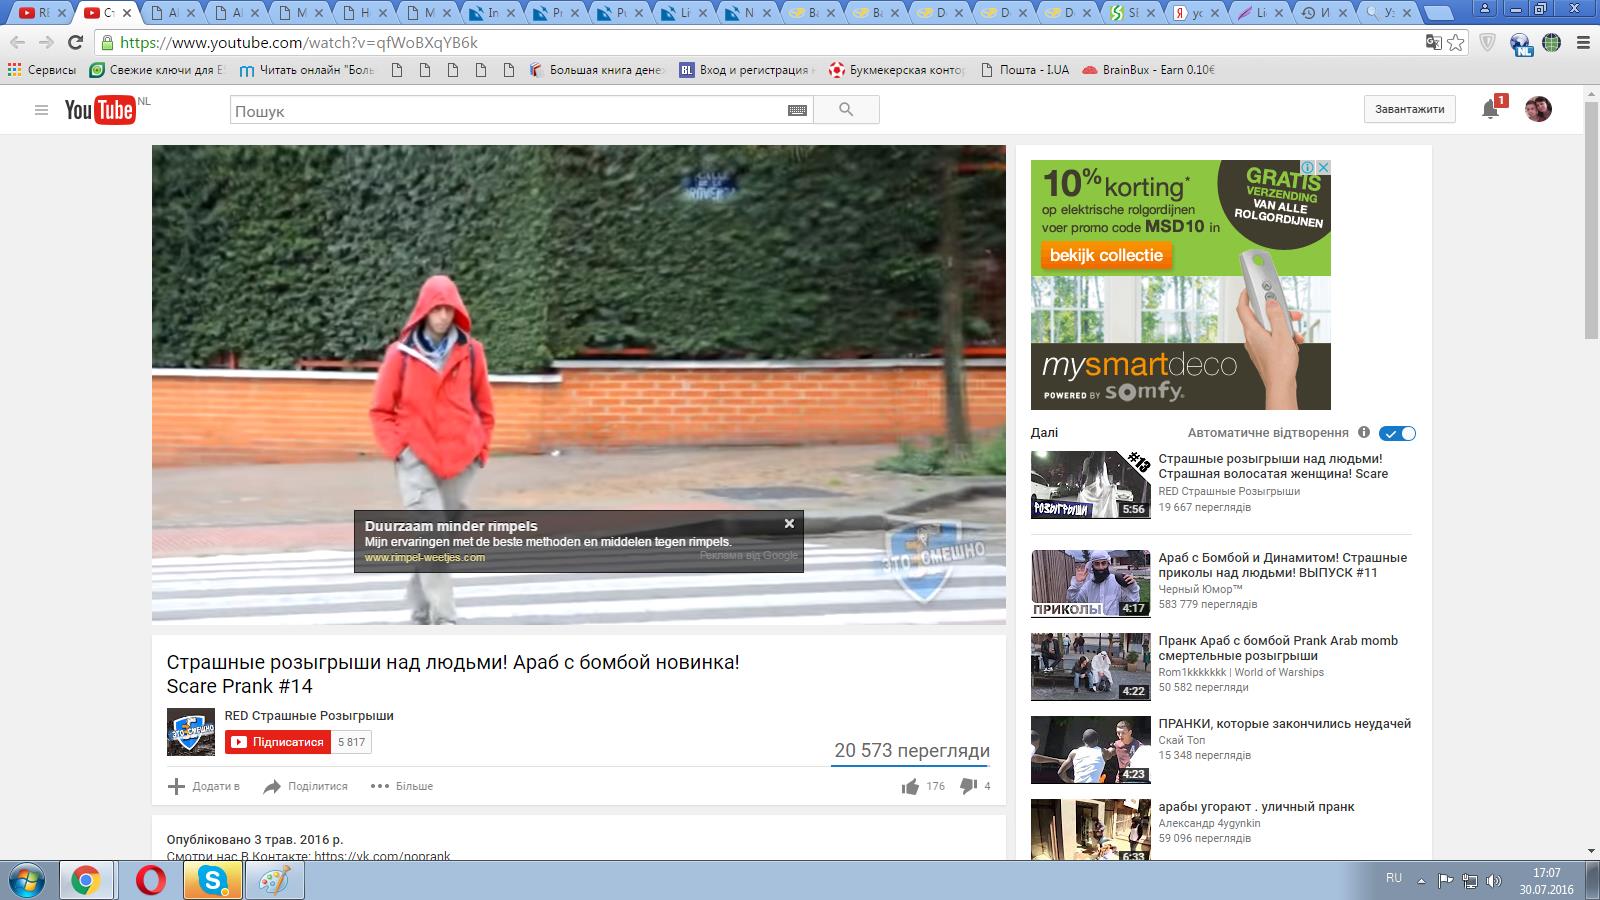 https://www.youtube.com/watch?v=qfWoBXqYB6k
Сервисы
Свежие ключи для E
Читать онлайн "Боль
Большая книга дене
Вход и регистрация
Букмекерская контор
Пошта - I.UA
BrainBux - Earn 0.10€
YouTube NL
Пошук
Завантажити
1
ЭТО СМЕШНО
Duurzaam minder rimpels
Mijn ervaringen met de beste methoden en middelen tegen rimpels.
www.rimpel-weetjes.com
Реклама від Google
Страшные розыгрыши над людьми! Араб с бомбой новинка!
Scare Prank #14
RED Страшные Розыгрыши
Підписатися 5 817
20 573 перегляди
Додати в Поділитися Більше 176 4
Опубліковано 3 трав. 2016 р.
Смотри нас В Контакте: https://vk.com/noprank
10% korting*
op elektrische rolgordijnen
voer promo code MSD10 in
bekijk collectie
GRATIS
VERZENDING
VAN ALLE
ROLGORDIJNEN
mysmartdeco
POWERED BY somfy
Далі Автоматичне відтворення
#13
РОЗЫГРЫШИ
5:56
Страшные розыгрыши над людьми!
Страшная волосатая женщина! Scare
RED Страшные Розыгрыши
19 667 переглядів
ПРИКОЛЫ
4:17
Араб с Бомбой и Динамитом! Страшные
приколы над людьми! ВЫПУСК #11
Черный Юмор™
583 779 переглядів
4:22
Пранк Араб с бомбой Prank Arab momb
смертельные розыгрыши
Rom1kkkkkkk | World of Warships
50 582 перегляди
4:23
ПРАНКИ, которые закончились неудачей
Скай Топ
15 348 переглядів
6:33
арабы угорают . уличный пранк
Александр 4ygynkin
59 096 переглядів
RU
17:07
30.07.2016